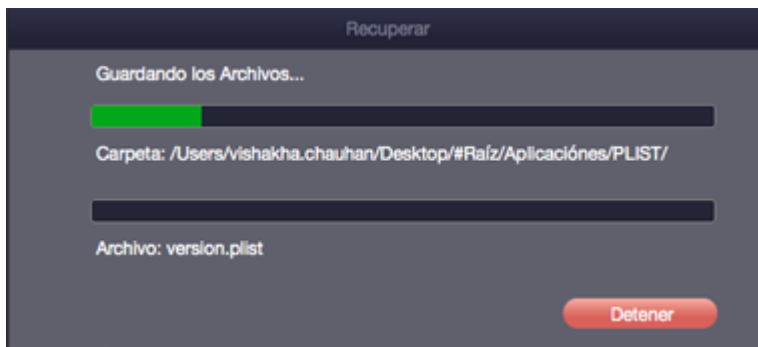 Recuperar
Guardando los Archivos...
Carpeta: /Users/vishakha.chauhan/Desktop/#Raíz/Aplicaciónes/PLIST/
Archivo: version.plist
Detener